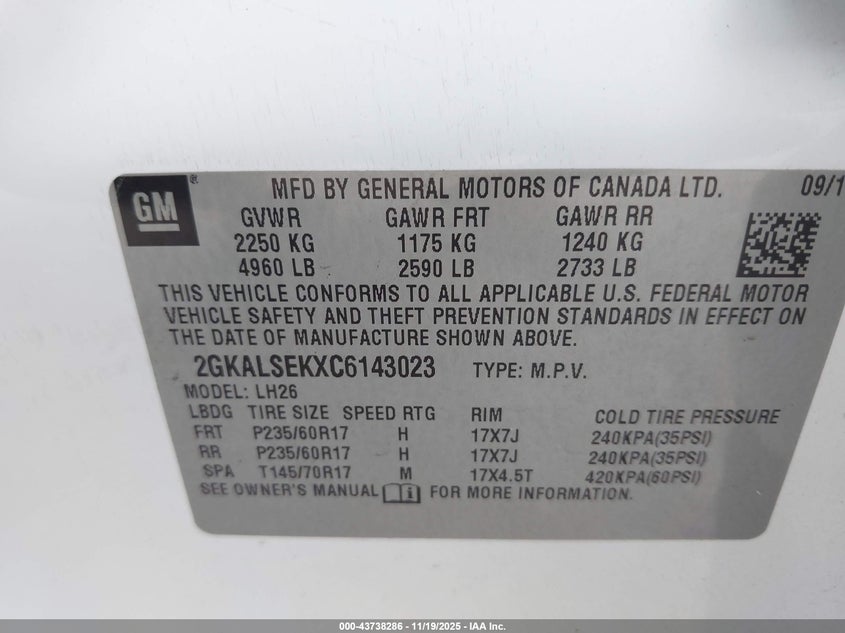 GM® MFD BY GENERAL MOTORS OF CANADA LTD. 09/1
GVWR GAWR FRT GAWR RR
2250 KG 1175 KG 1240 KG
4960 LB 2590 LB 2733 LB
THIS VEHICLE CONFORMS TO ALL APPLICABLE U.S. FEDERAL MOTOR
VEHICLE SAFETY AND THEFT PREVENTION STANDARDS IN EFFECT ON
THE DATE OF MANUFACTURE SHOWN ABOVE.
2GKALSEKXC6143023 TYPE: M.P.V.
MODEL: LH26
LBDG TIRE SIZE SPEED RTG RIM COLD TIRE PRESSURE
FRT P235/60R17 H 17X7J 240KPA(35PSI)
RR P235/60R17 H 17X7J 240KPA(35PSI)
SPA T145/70R17 M 17X4.5T 420KPA(60PSI)
SEE OWNER'S MANUAL FOR MORE INFORMATION.
000-43738286 - 11/19/2025 - IAA Inc.